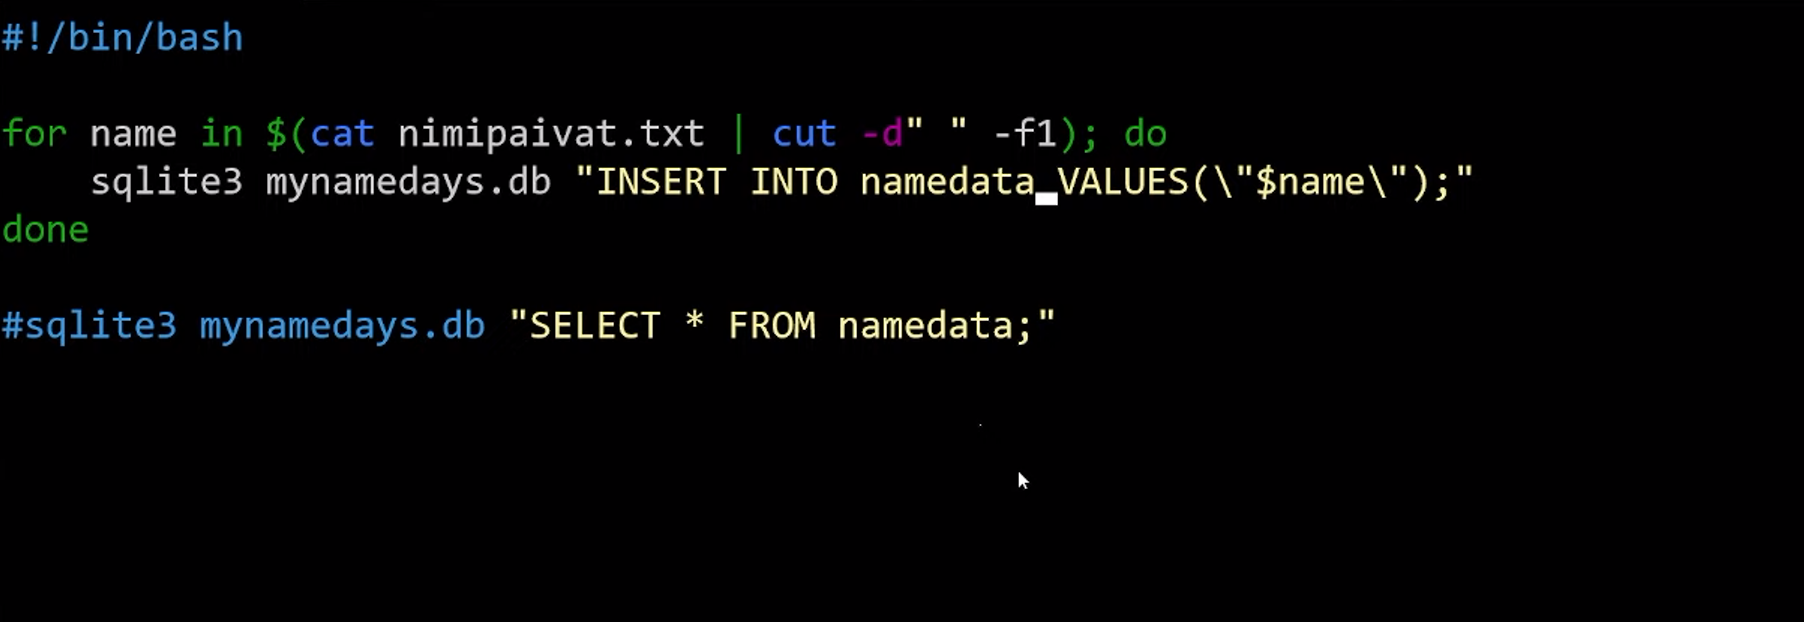 #!/bin/bash
for name in $(cat nimipaivat.txt | cut -d" " -f1); do
    sqlite3 mynamedays.db "INSERT INTO namedata VALUES(\"$name\");"
done
#sqlite3 mynamedays.db "SELECT * FROM namedata;"